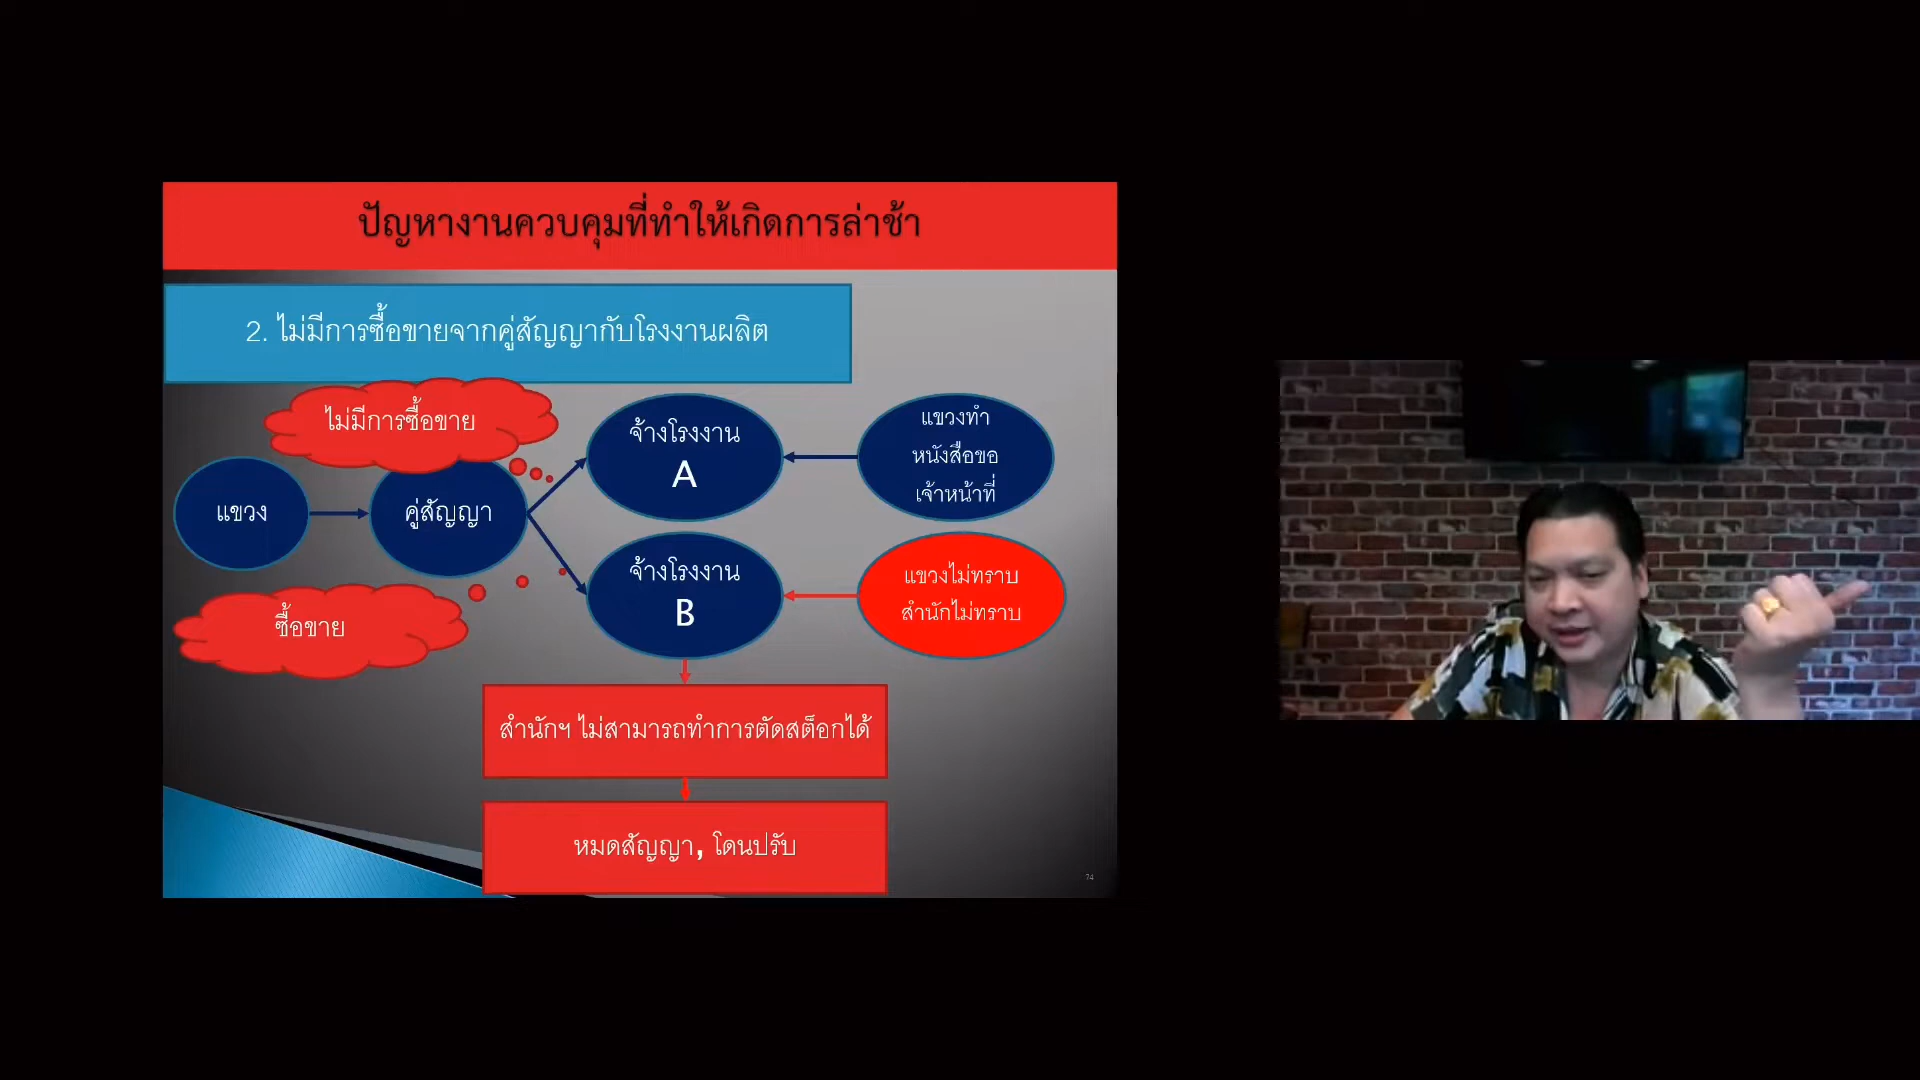 ปัญหางานควบคุมที่ทำให้เกิดการล่าช้า
2. ไม่มีการซื้อขายจากคู่สัญญากับโรงงานผลิต
ไม่มีการซื้อขาย
แขวง
คู่สัญญา
ซื้อขาย
จ้างโรงงาน
A
แขวงทำ
หนังสือขอ
เจ้าหน้าที่
จ้างโรงงาน
B
แขวงไม่ทราบ
สำนักไม่ทราบ
สำนักฯ ไม่สามารถทำการตัดสต็อกได้
หมดสัญญา, โดนปรับ
74